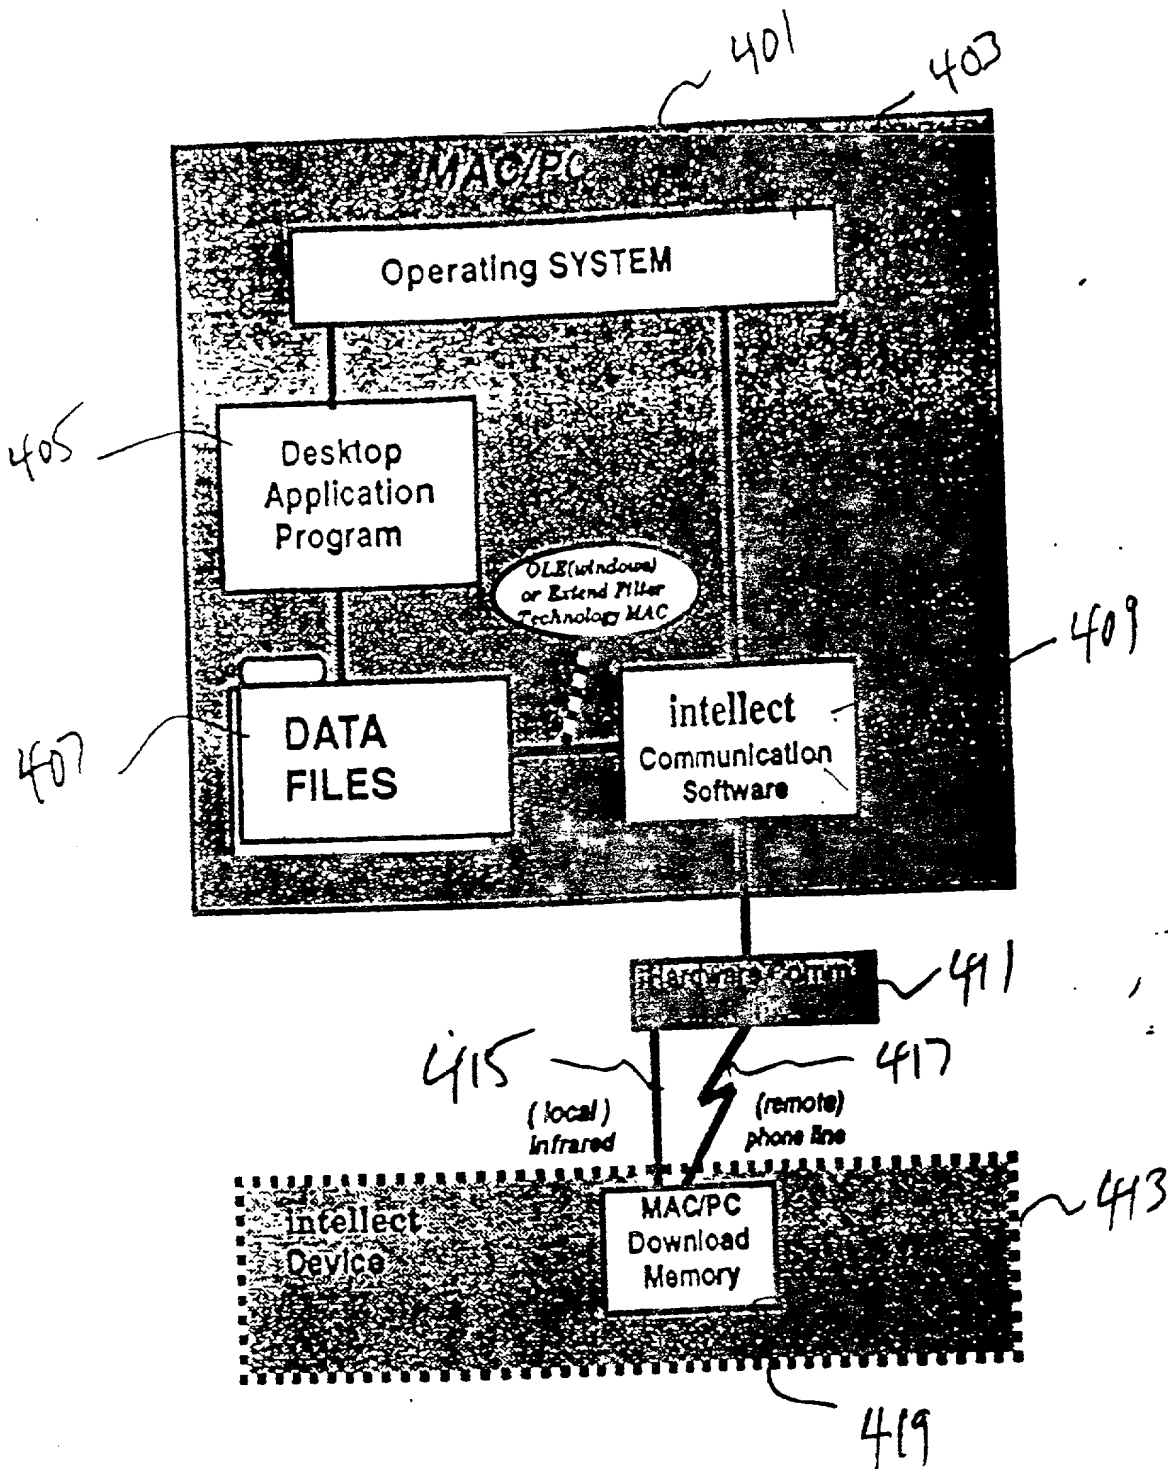 401
403
MAC/PC
Operating SYSTEM
405
Desktop
Application
Program
OLE(windows)
or Extend Filter
Technology MAC
409
407
DATA
FILES
intellect
Communication
Software
Hardware Comm
411
415
417
(local)
infrared
(remote)
phone line
413
intellect
Device
MAC/PC
Download
Memory
419